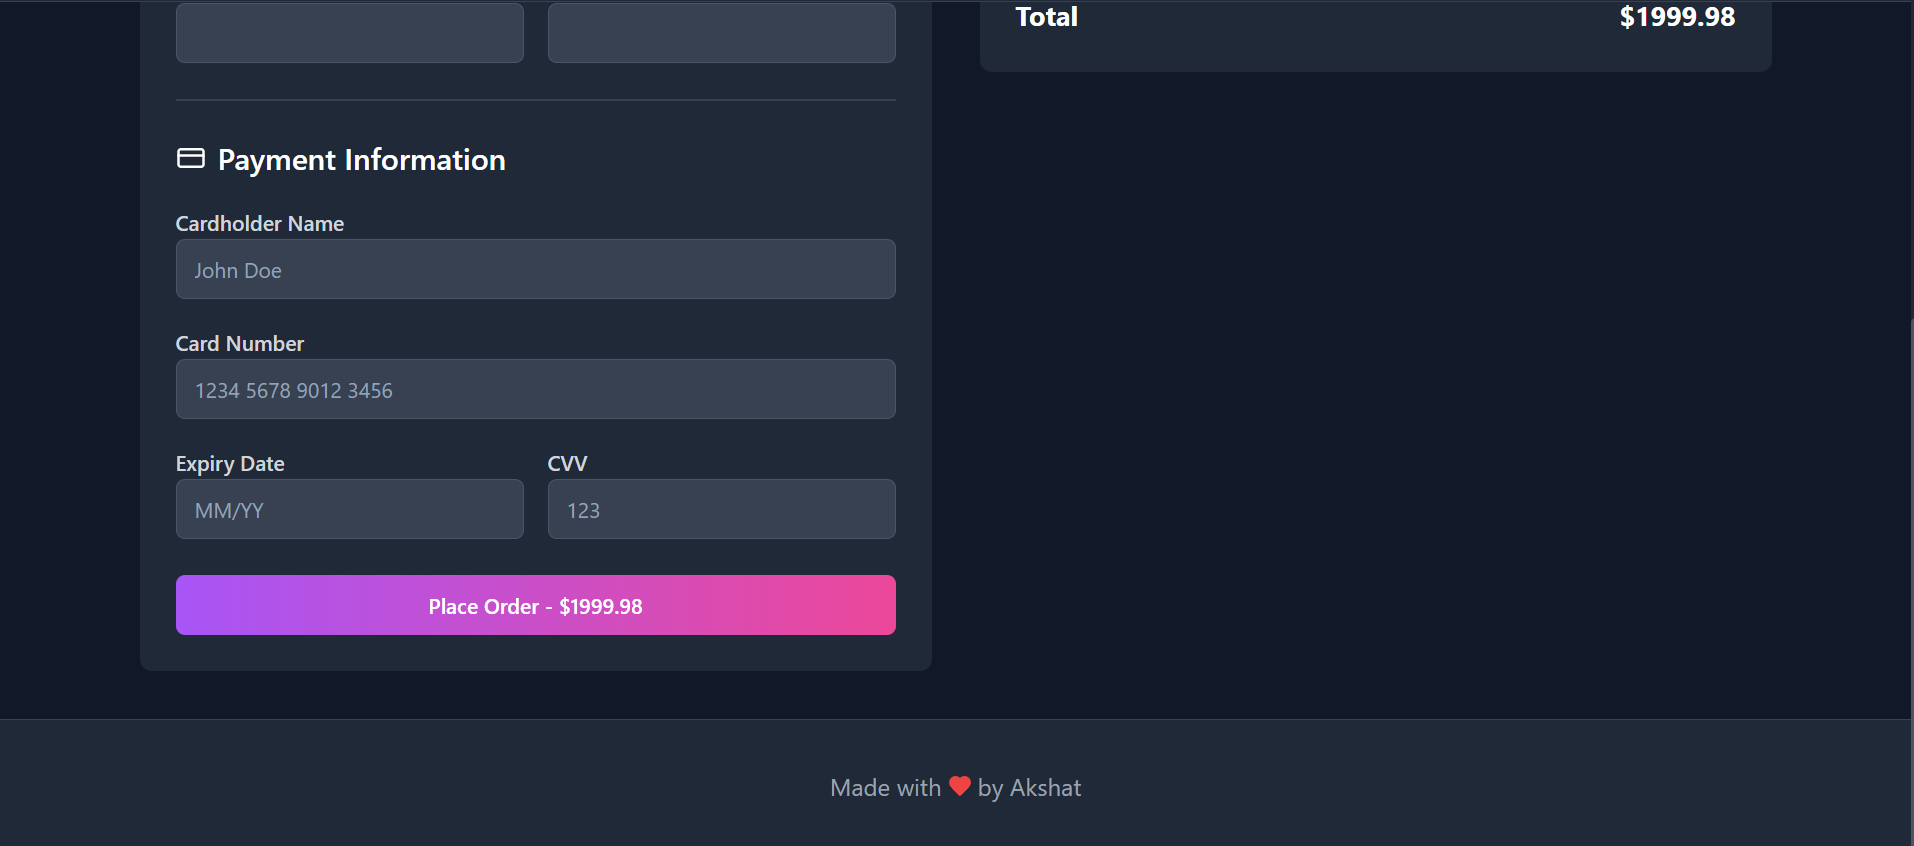 Total $1999.98
Payment Information
Cardholder Name
John Doe
Card Number
1234 5678 9012 3456
Expiry Date CVV
MM/YY 123
Place Order - $1999.98
Made with ❤ by Akshat